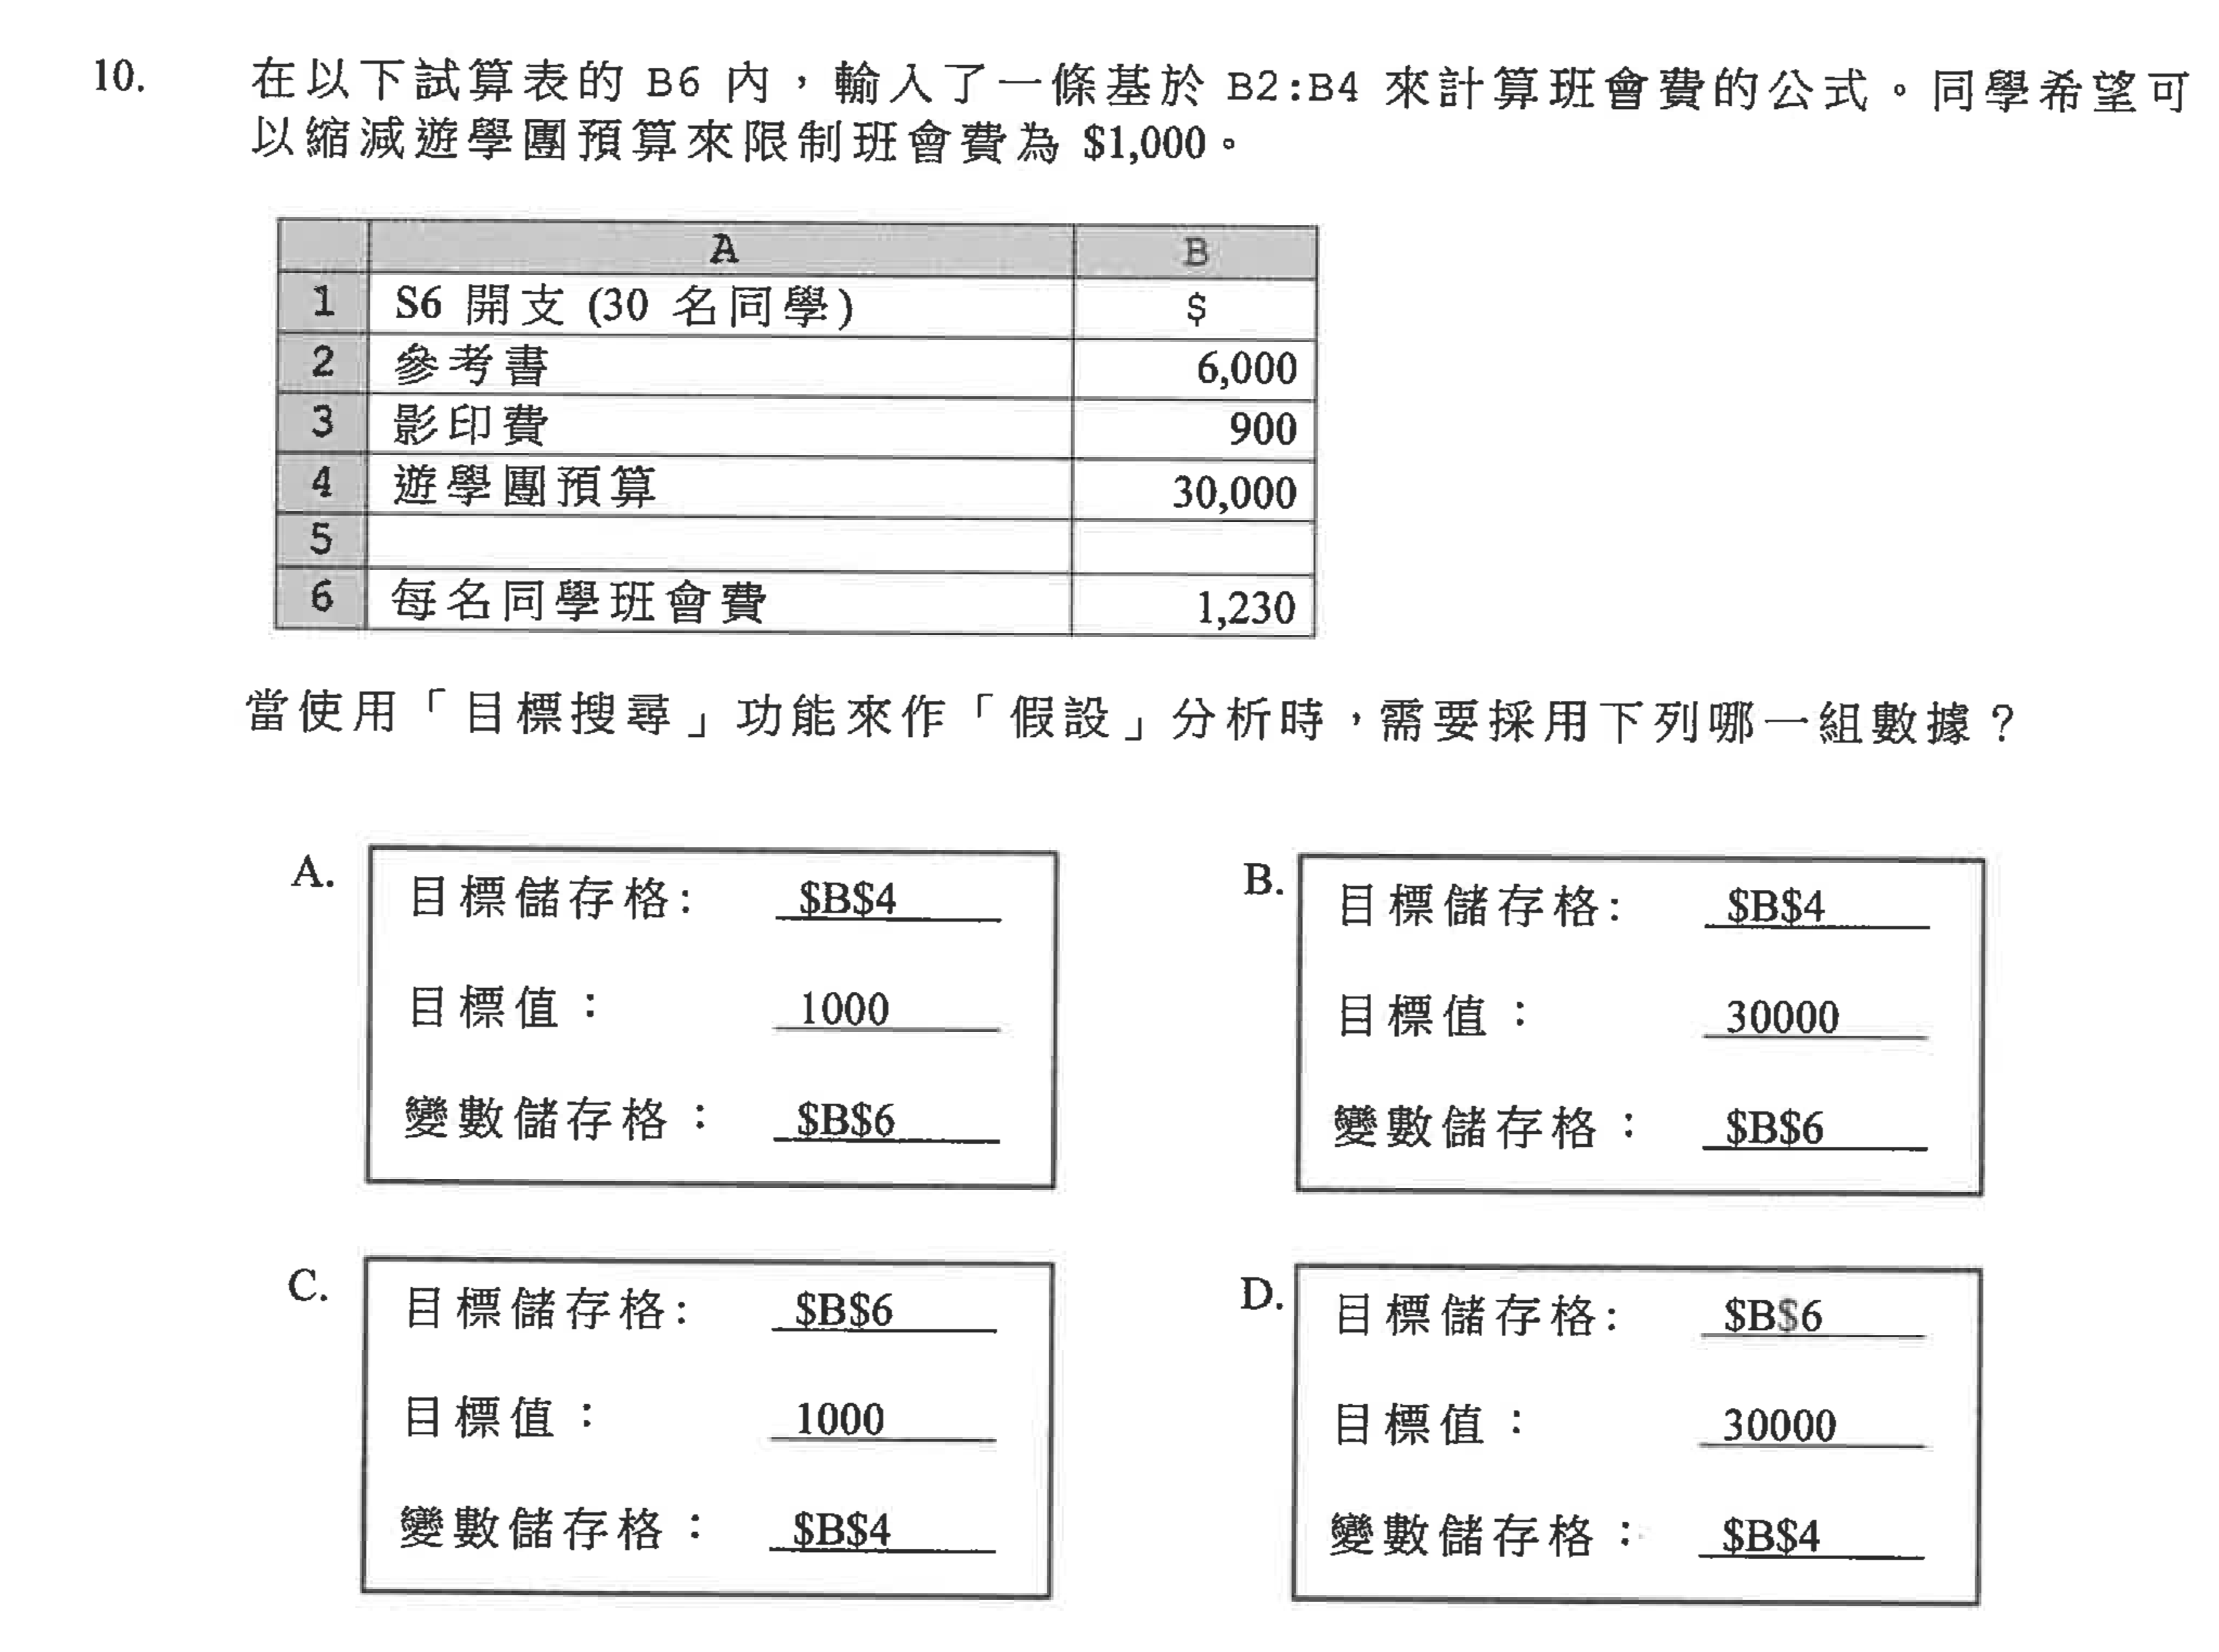 10. 在以下試算表的 B6 內，輸入了一條基於 B2:B4 來計算班會費的公式。同學希望可
以縮減遊學團預算來限制班會費為 $1,000。
A B
1 S6 開支 (30 名同學) $
2 參考書 6,000
3 影印費 900
4 遊學團預算 30,000
5
6 每名同學班會費 1,230
當使用「目標搜尋」功能來作「假設」分析時，需要採用下列哪一組數據？
A.
目標儲存格: $B$4
目標值： 1000
變數儲存格： $B$6
B.
目標儲存格: $B$4
目標值： 30000
變數儲存格： $B$6
C.
目標儲存格: $B$6
目標值： 1000
變數儲存格： $B$4
D.
目標儲存格: $B$6
目標值： 30000
變數儲存格： $B$4